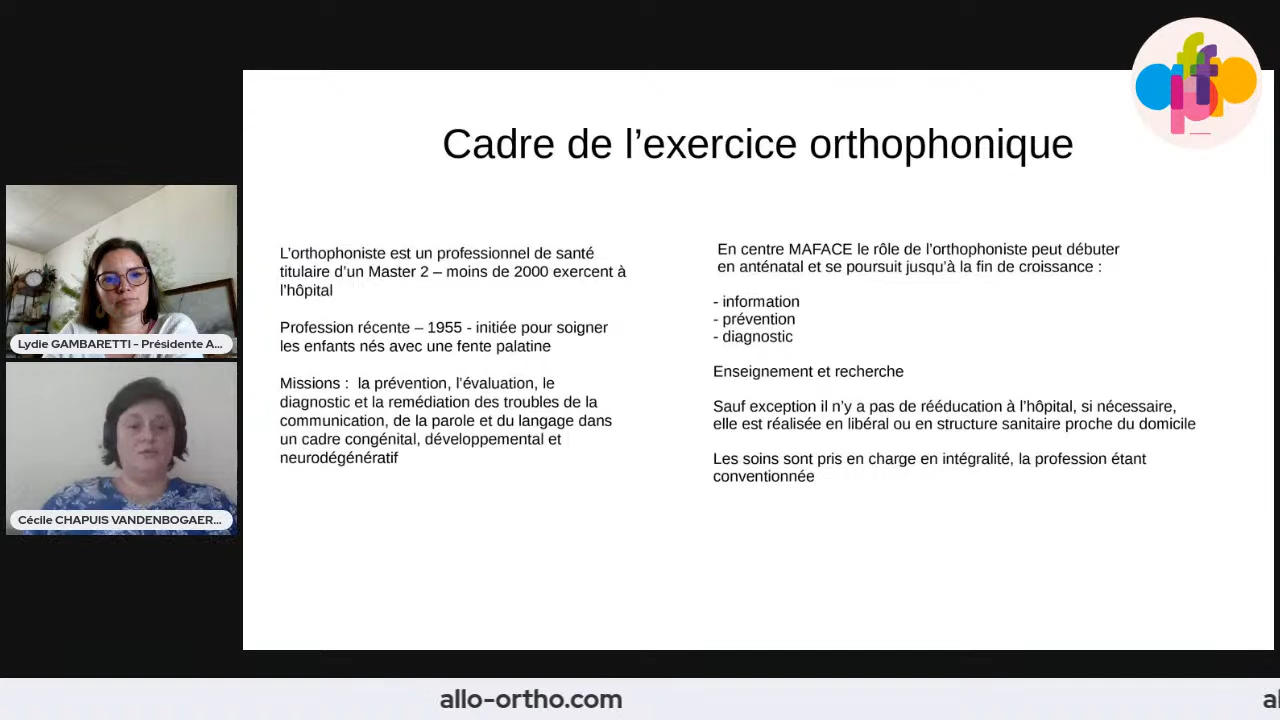 Cadre de l’exercice orthophonique
L’orthophoniste est un professionnel de santé
titulaire d’un Master 2 – moins de 2000 exercent à
l’hôpital
Profession récente – 1955 - initiée pour soigner
les enfants nés avec une fente palatine
Missions :  la prévention, l’évaluation, le
diagnostic et la remédiation des troubles de la
communication, de la parole et du langage dans
un cadre congénital, développemental et
neurodégénératif
En centre MAFACE le rôle de l’orthophoniste peut débuter
en anténatal et se poursuit jusqu’à la fin de croissance :
- information
- prévention
- diagnostic
Enseignement et recherche
Sauf exception il n’y a pas de rééducation à l’hôpital, si nécessaire,
elle est réalisée en libéral ou en structure sanitaire proche du domicile
Les soins sont pris en charge en intégralité, la profession étant
conventionnée
Lydie GAMBARETTI - Présidente A...
Cécile CHAPUIS VANDENBOGAER...
allo-ortho.com
al